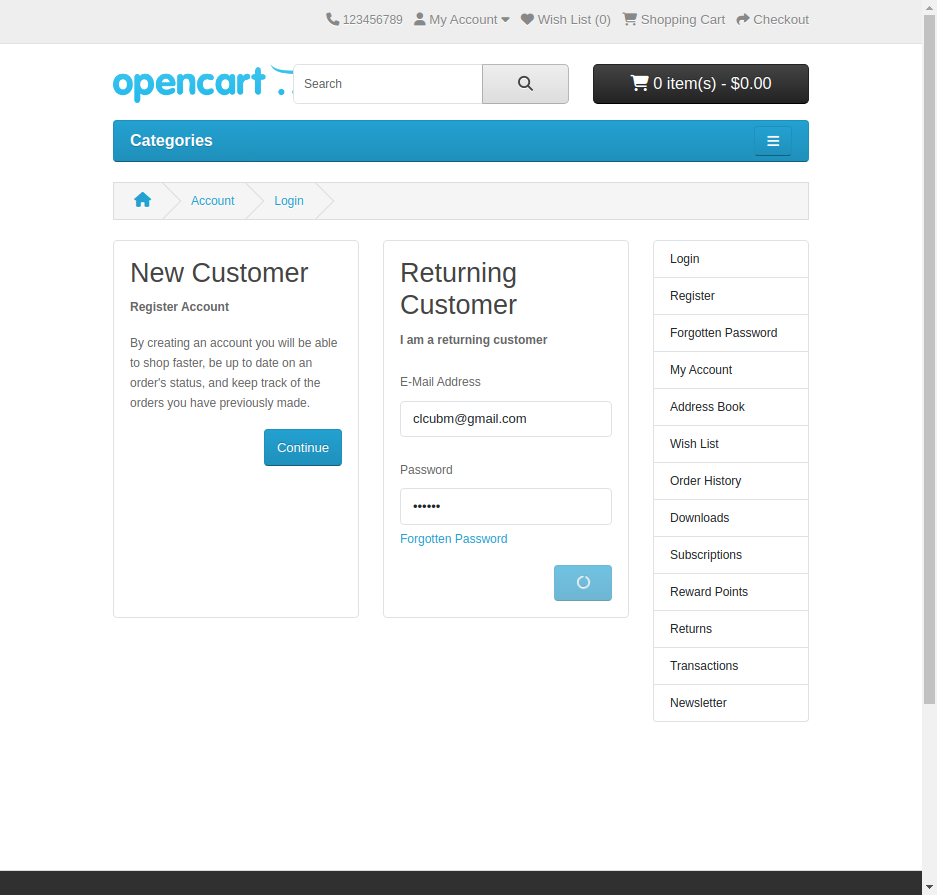 123456789 My Account Wish List (0) Shopping Cart Checkout
opencart Search 0 item(s) - $0.00
Categories
Account Login
New Customer
Register Account
By creating an account you will be able
to shop faster, be up to date on an
order's status, and keep track of the
orders you have previously made.
Continue
Returning
Customer
I am a returning customer
E-Mail Address
clcubm@gmail.com
Password
••••••
Forgotten Password
Login
Register
Forgotten Password
My Account
Address Book
Wish List
Order History
Downloads
Subscriptions
Reward Points
Returns
Transactions
Newsletter